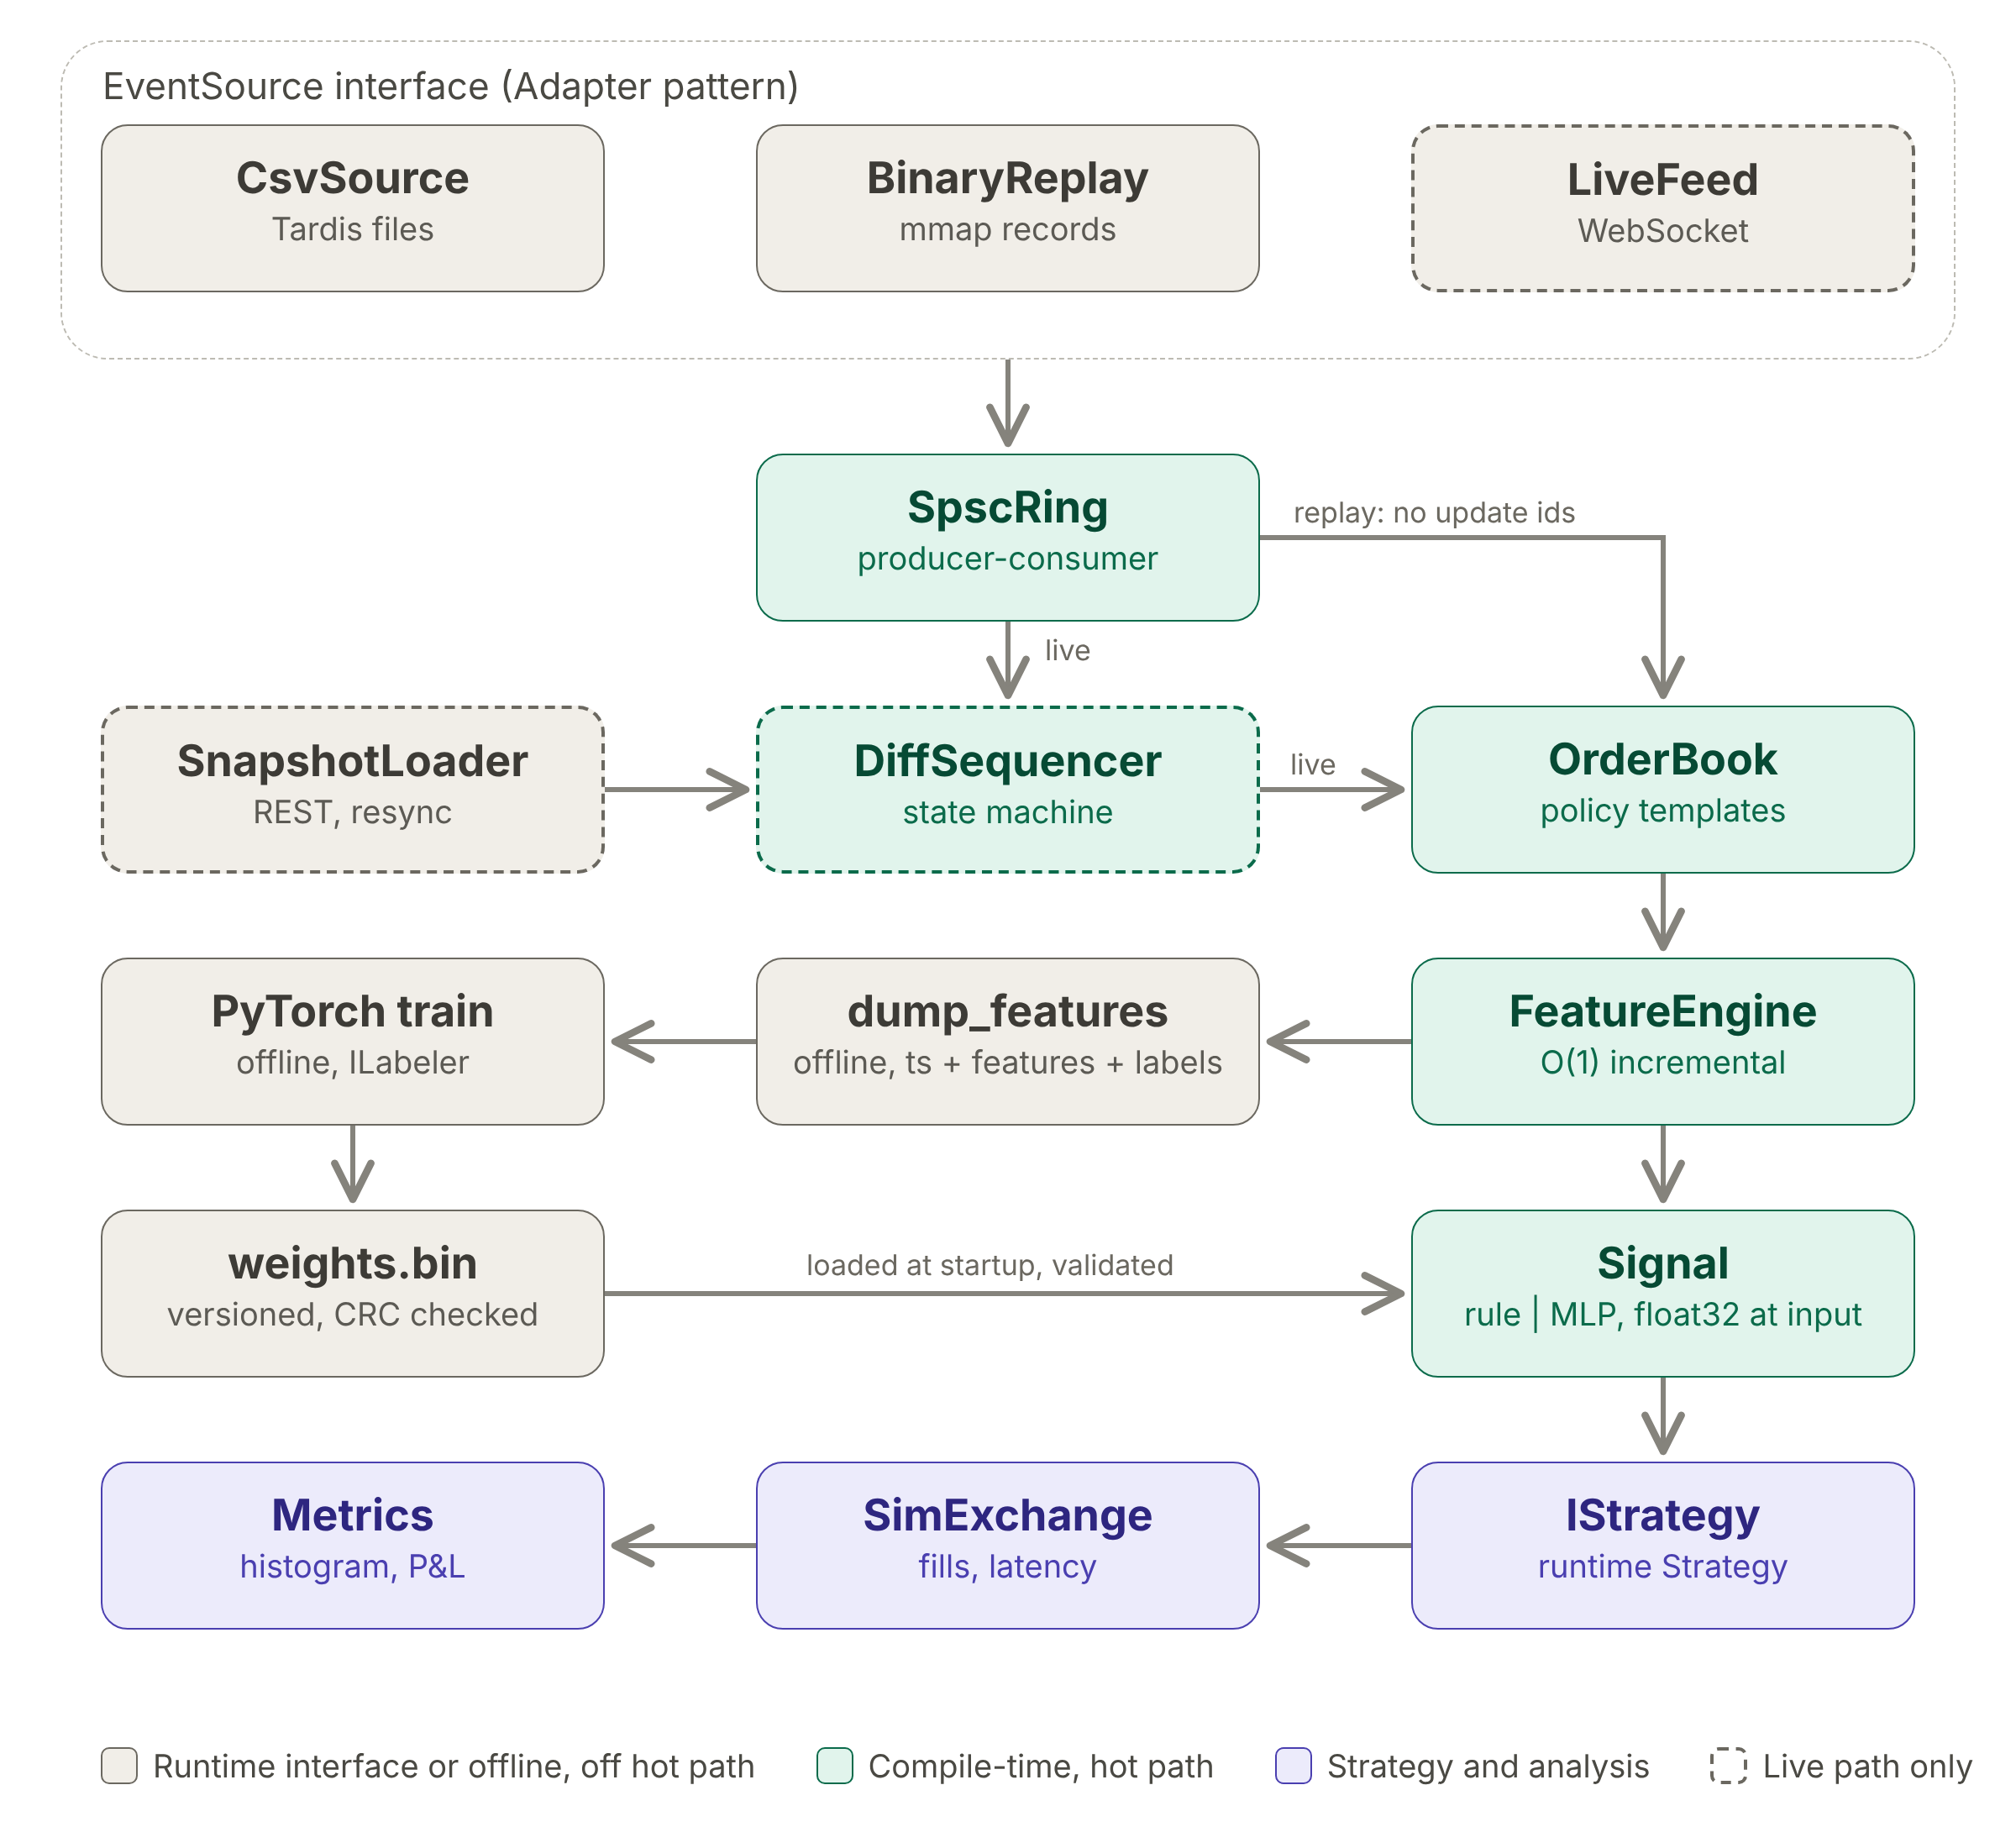 EventSource interface (Adapter pattern)
CsvSource
Tardis files
BinaryReplay
mmap records
LiveFeed
WebSocket
SpscRing
producer-consumer
replay: no update ids
live
SnapshotLoader
REST, resync
DiffSequencer
state machine
live
OrderBook
policy templates
PyTorch train
offline, ILabeler
dump_features
offline, ts + features + labels
FeatureEngine
O(1) incremental
weights.bin
versioned, CRC checked
loaded at startup, validated
Signal
rule | MLP, float32 at input
Metrics
histogram, P&L
SimExchange
fills, latency
IStrategy
runtime Strategy
Runtime interface or offline, off hot path
Compile-time, hot path
Strategy and analysis
Live path only